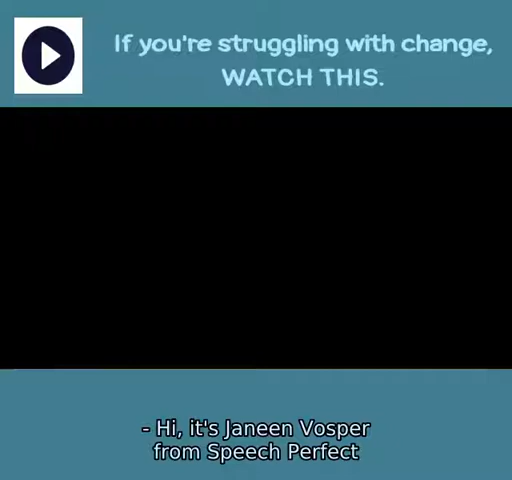 If you're struggling with change,
WATCH THIS.
- Hi, it's Janeen Vosper
from Speech Perfect